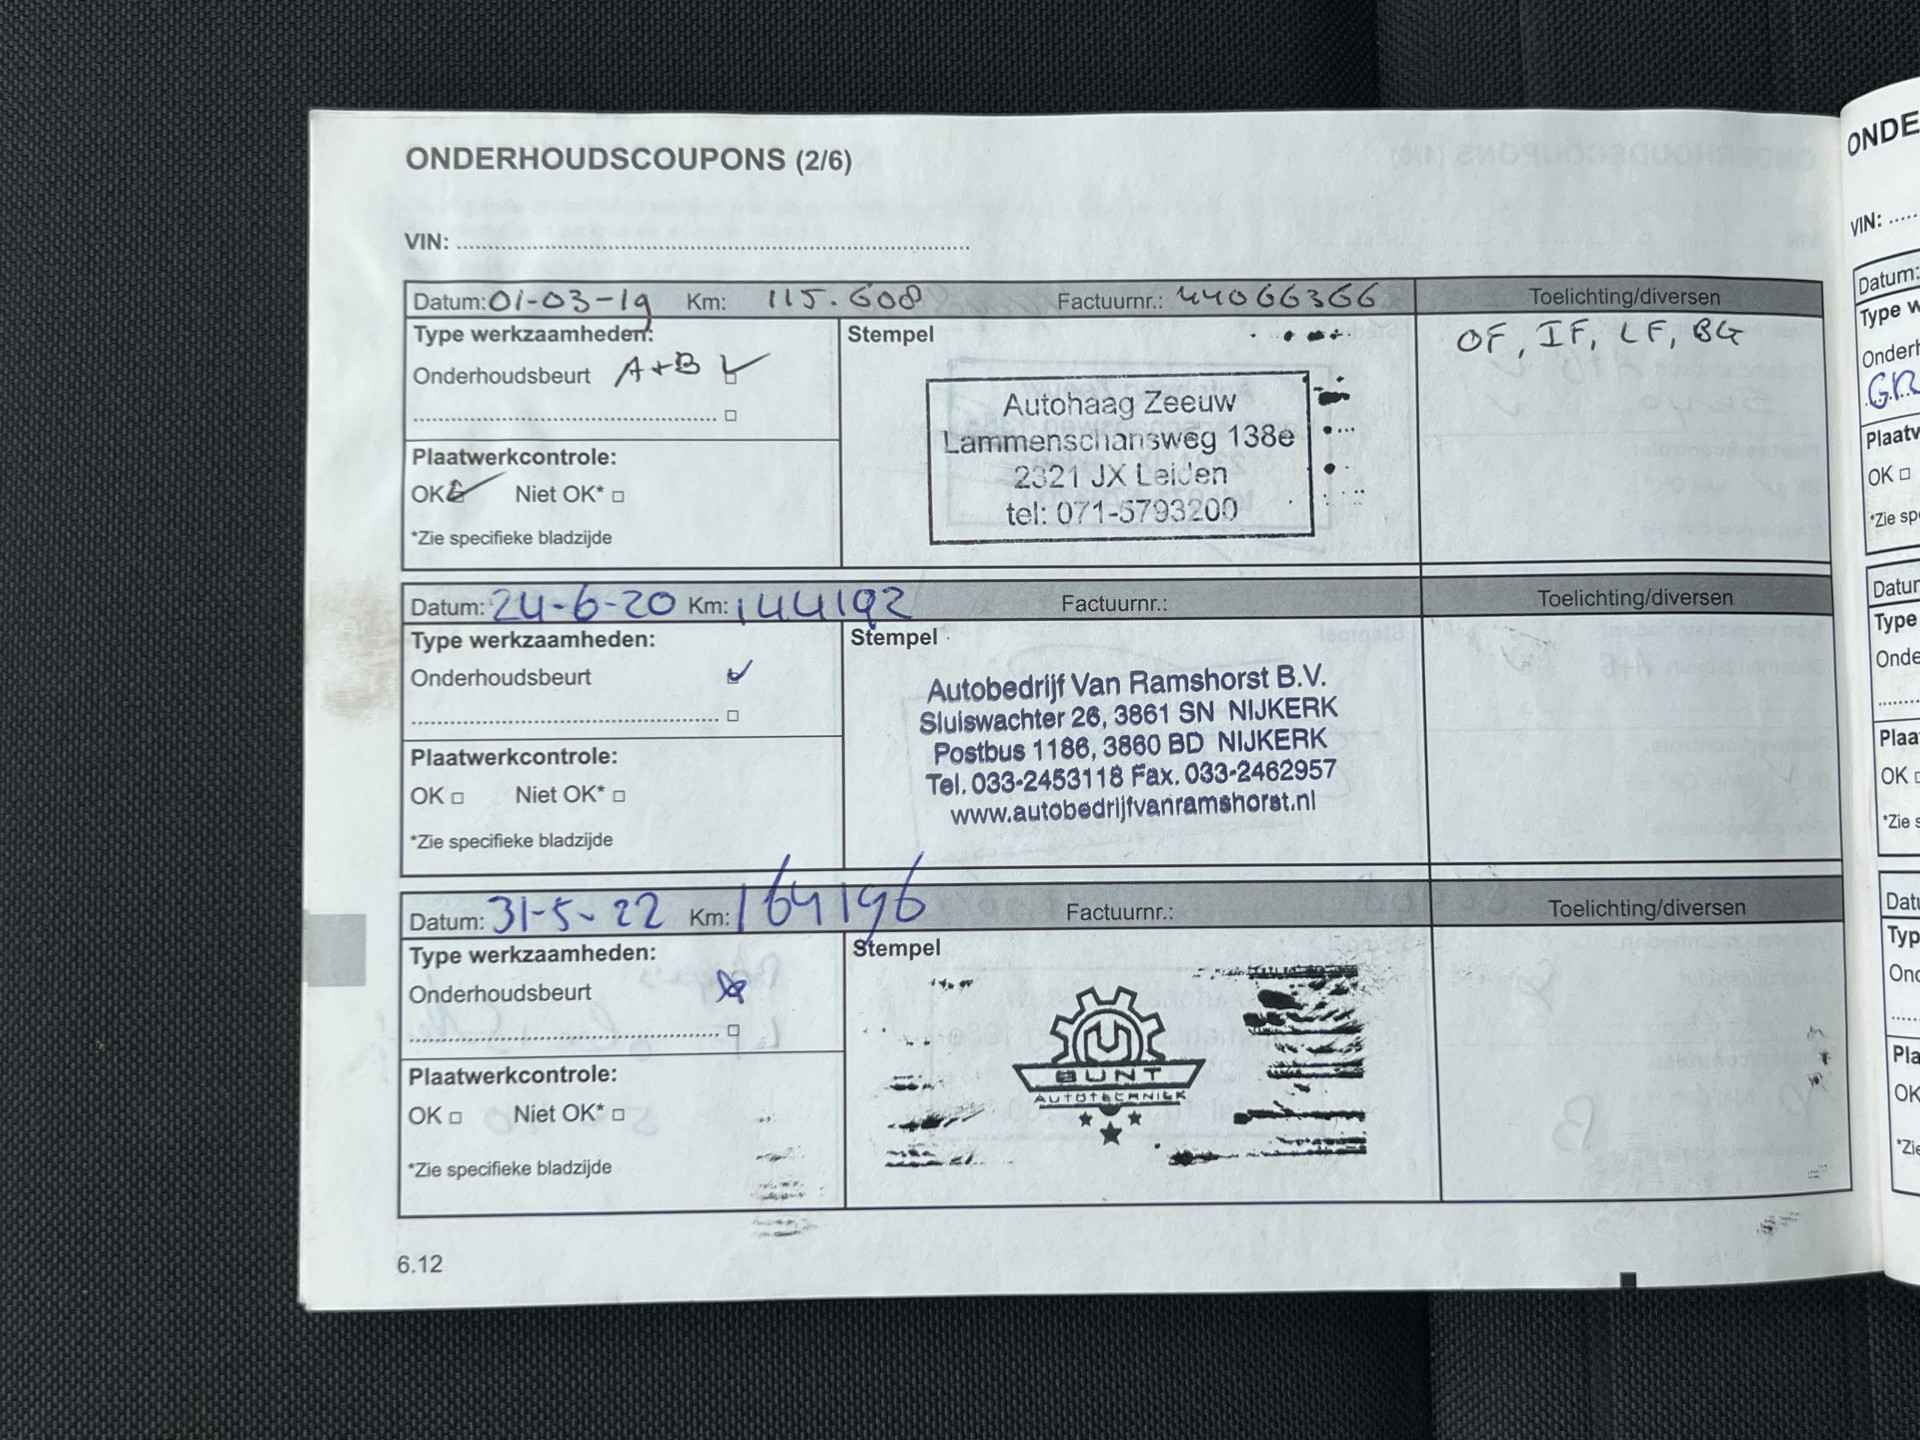 ONDERHOUDSCOUPONS (2/6)
VIN:
Datum: 01-03-19 Km: 115.608 Factuurnr.: 44066366 Toelichting/diversen
Type werkzaamheden:
Onderhoudsbeurt A+B
Plaatwerkcontrole:
OK Niet OK*
*Zie specifieke bladzijde
Stempel
Autohaag Zeeuw
Lammenschansweg 138e
2321 JX Leiden
tel: 071-5793200
OF, IF, LF, BG
Datum: 24-6-20 Km: 144192 Factuurnr.: Toelichting/diversen
Type werkzaamheden:
Onderhoudsbeurt
Plaatwerkcontrole:
OK Niet OK*
*Zie specifieke bladzijde
Stempel
Autobedrijf Van Ramshorst B.V.
Sluiswachter 26, 3861 SN NIJKERK
Postbus 1186, 3860 BD NIJKERK
Tel. 033-2453118 Fax. 033-2462957
www.autobedrijfvanramshorst.nl
Datum: 31-5-22 Km: 164196 Factuurnr.: Toelichting/diversen
Type werkzaamheden:
Onderhoudsbeurt
Plaatwerkcontrole:
OK Niet OK*
*Zie specifieke bladzijde
Stempel
BUNT
AUTOTECHNIEK
6.12
VIN:
Datum:
OK
OK
OK